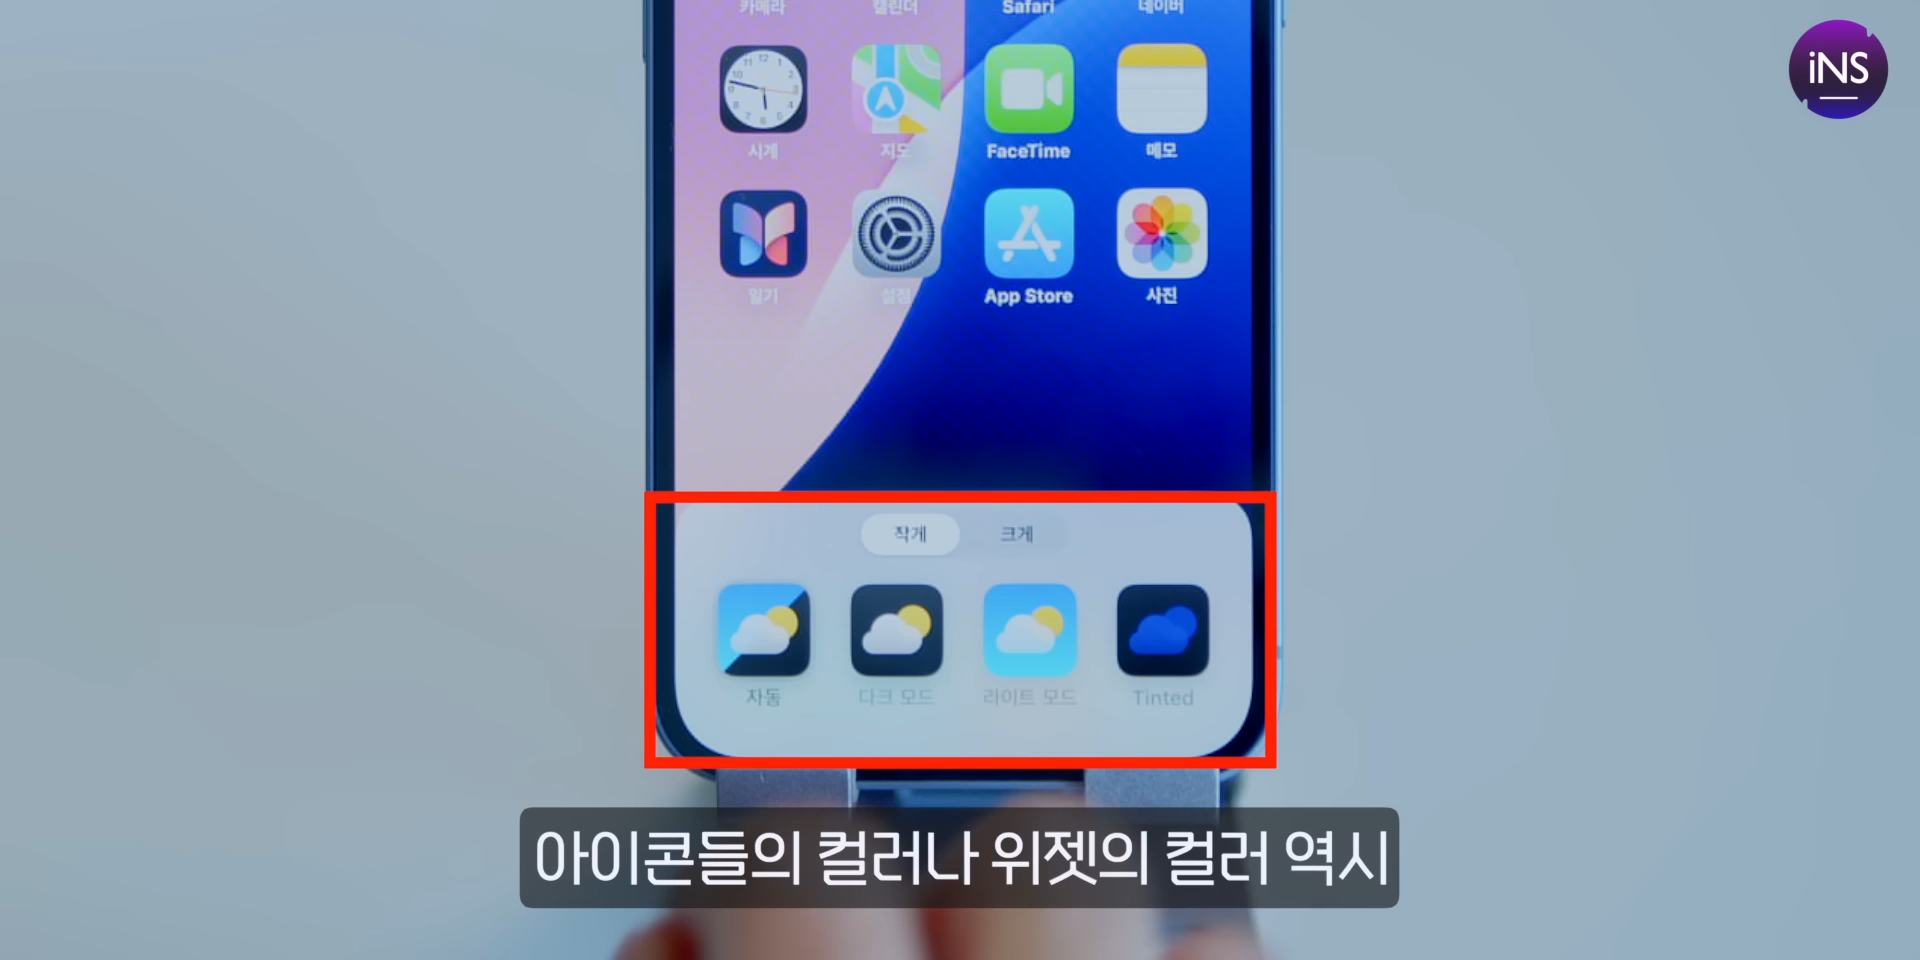 iNS
카메라 캘린더 Safari 네이버
시계 지도 FaceTime 메모
일기 설정 App Store 사진
작게 크게
자동 다크 모드 라이트 모드 Tinted
아이콘들의 컬러나 위젯의 컬러 역시